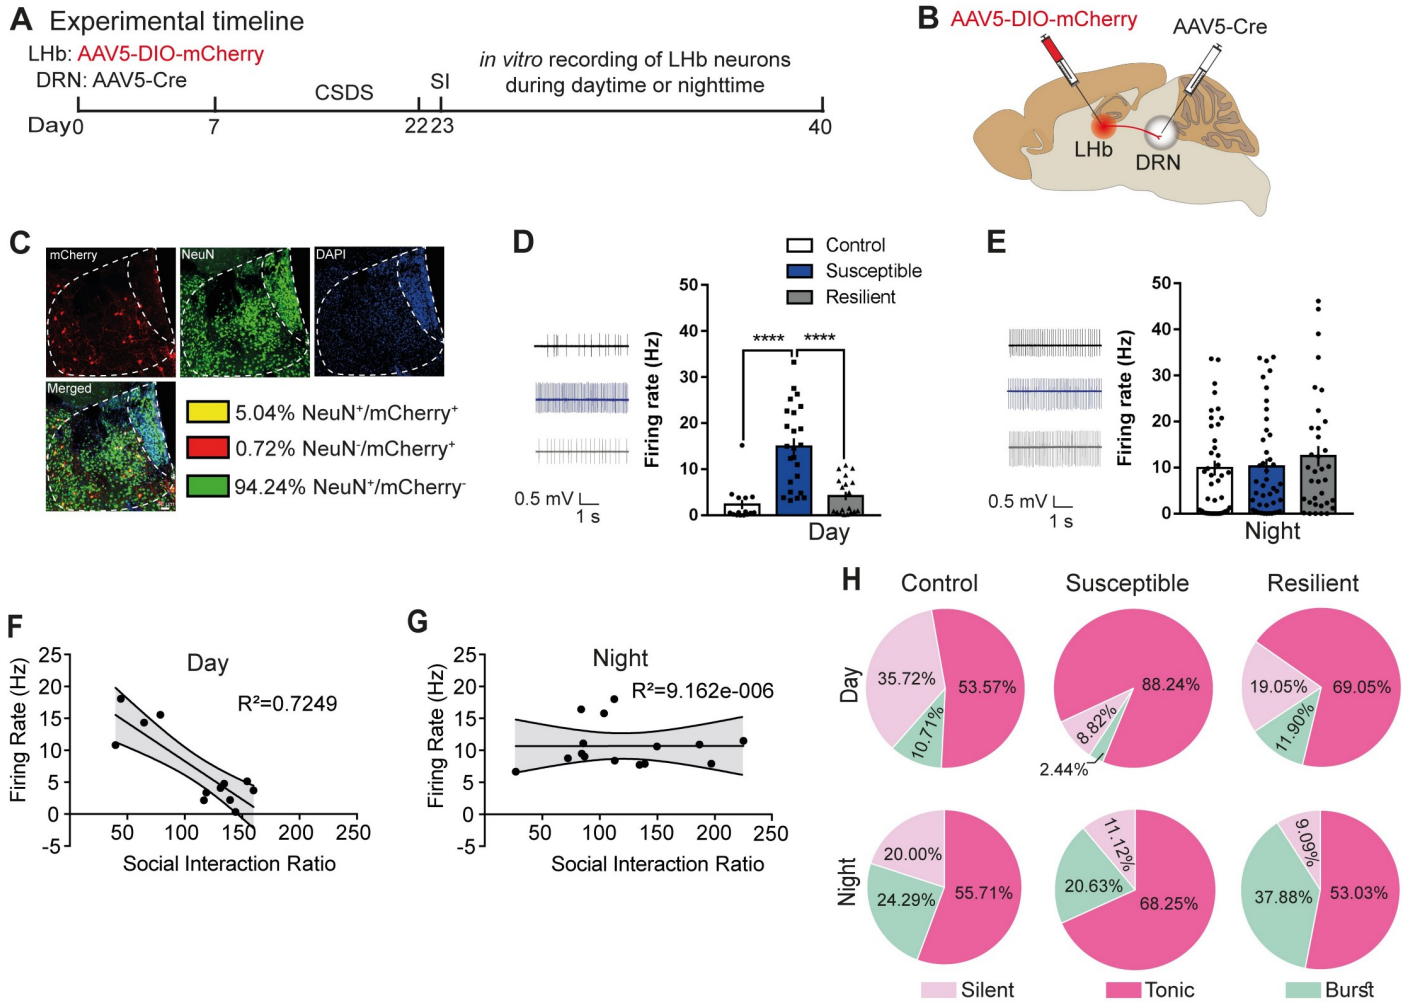 A Experimental timeline
LHb: AAV5-DIO-mCherry
DRN: AAV5-Cre
CSDS
SI
in vitro recording of LHb neurons
during daytime or nighttime
Day0 7 2223 40
B AAV5-DIO-mCherry
AAV5-Cre
LHb
DRN
C
mCherry
NeuN
DAPI
Merged
5.04% NeuN⁺/mCherry⁺
0.72% NeuN⁻/mCherry⁺
94.24% NeuN⁺/mCherry⁻
D
Control
Susceptible
Resilient
Firing rate (Hz)
50
40
30
20
10
0
**** ****
0.5 mV
1 s
Day
E
Firing rate (Hz)
50
40
30
20
10
0
0.5 mV
1 s
Night
F
Day
R²=0.7249
Firing Rate (Hz)
25
20
15
10
5
0
-5
50 100 150 200 250
Social Interaction Ratio
G
Night
R²=9.162e-006
Firing Rate (Hz)
25
20
15
10
5
0
-5
50 100 150 200 250
Social Interaction Ratio
H
Control Susceptible Resilient
Day
35.72% 53.57% 10.71%
88.24% 8.82% 2.44%
19.05% 69.05% 11.90%
Night
20.00% 55.71% 24.29%
11.12% 20.63% 68.25%
9.09% 37.88% 53.03%
Silent Tonic Burst